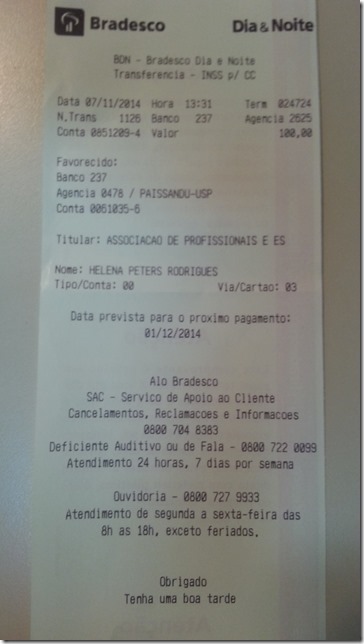 Bradesco Dia & Noite
BDN - Bradesco Dia e Noite
Transferencia - INSS p/ CC
Data 07/11/2014 Hora 13:31 Term 024724
N.Trans 1126 Banco 237 Agencia 2625
Conta 0651209-4 Valor 100,00
Favorecido:
Banco 237
Agencia 0478 / PAISSANDU-USP
Conta 0061035-6
Titular: ASSOCIACAO DE PROFISSIONAIS E ES
Nome: HELENA PETERS RODRIGUES
Tipo/Conta: 00 Via/Cartao: 03
Data prevista para o proximo pagamento:
01/12/2014
Alo Bradesco
SAC - Servico de Apoio ao Cliente
Cancelamentos, Reclamacoes e Informacoes
0800 704 8383
Deficiente Auditivo ou de Fala - 0800 722 0099
Atendimento 24 horas, 7 dias por semana
Ouvidoria - 0800 727 9933
Atendimento de segunda a sexta-feira das
8h as 18h, exceto feriados.
Obrigado
Tenha uma boa tarde